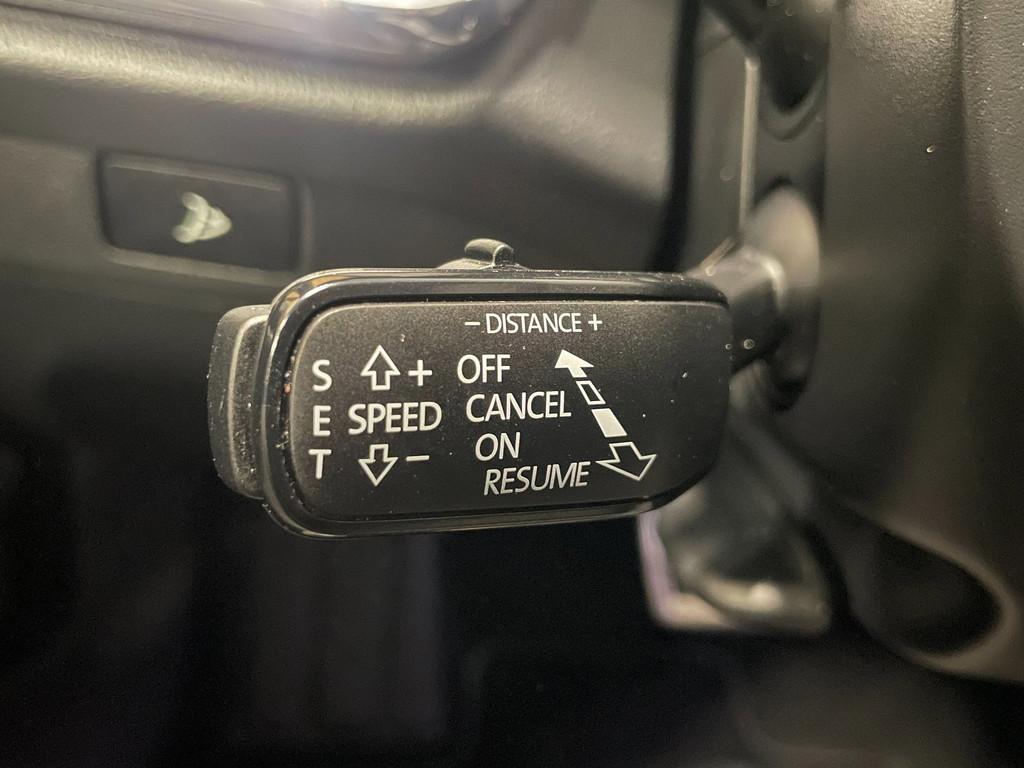 - DISTANCE +
S + OFF
E SPEED CANCEL
T - ON
RESUME